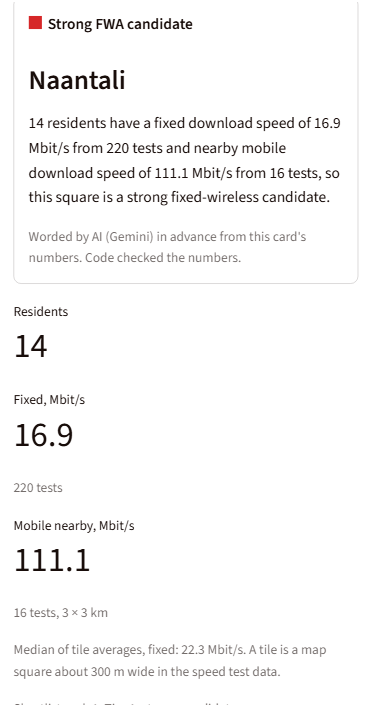 Strong FWA candidate
Naantali
14 residents have a fixed download speed of 16.9
Mbit/s from 220 tests and nearby mobile
download speed of 111.1 Mbit/s from 16 tests, so
this square is a strong fixed-wireless candidate.
Worded by AI (Gemini) in advance from this card's
numbers. Code checked the numbers.
Residents
14
Fixed, Mbit/s
16.9
220 tests
Mobile nearby, Mbit/s
111.1
16 tests, 3 × 3 km
Median of tile averages, fixed: 22.3 Mbit/s. A tile is a map
square about 300 m wide in the speed test data.